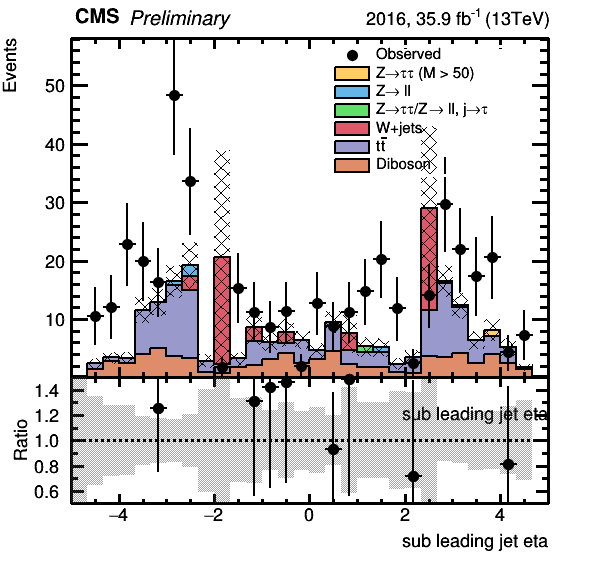 CMS Preliminary 2016, 35.9 fb⁻¹ (13TeV)
Events
50
40
30
20
10
Observed
Z→ττ (M > 50)
Z→ ll
Z→ττ/Z→ ll, j→τ
W+jets
tt̄
Diboson
Ratio
1.4
1.2
1.0
0.8
0.6
sub leading jet eta
−4 −2 0 2 4
sub leading jet eta